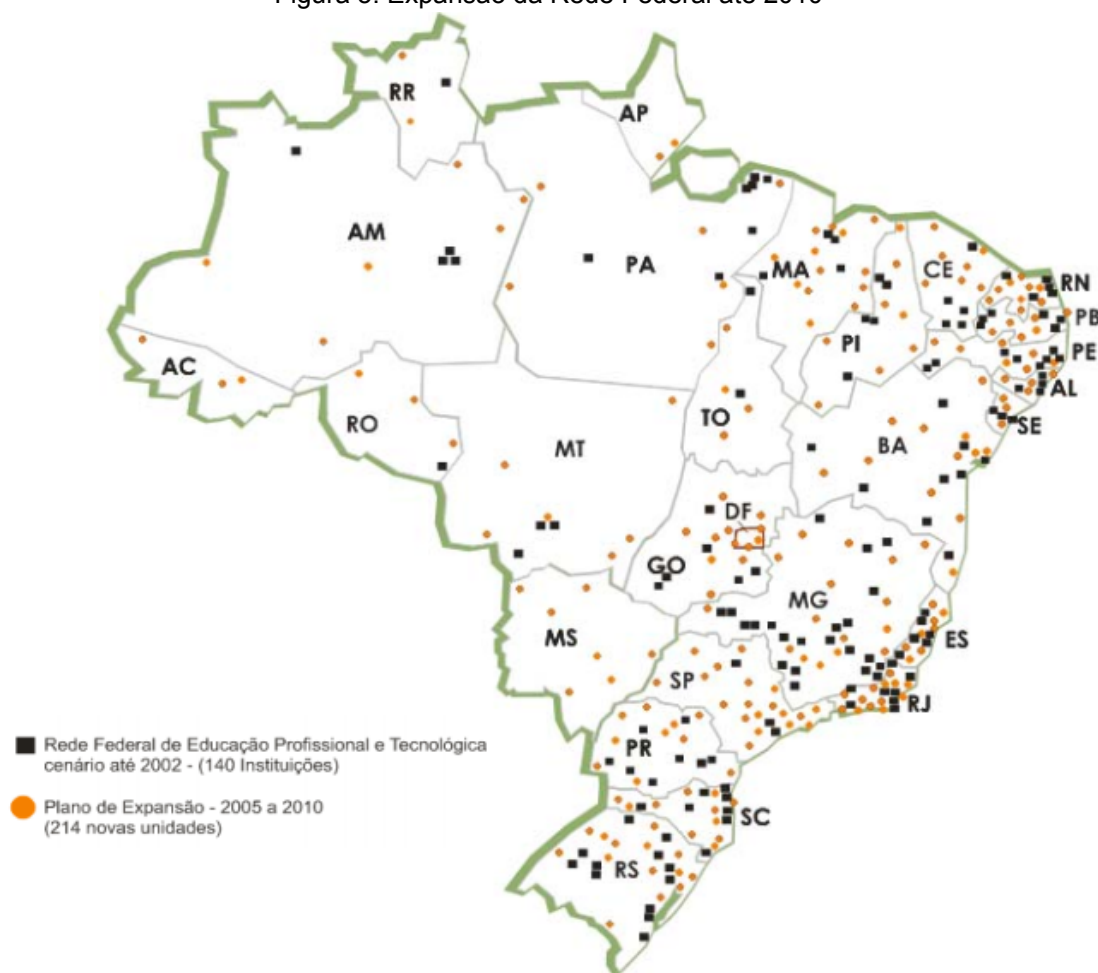 Figura 3: Expansão da Rede Federal até 2010
RR
AP
AM
PA
MA
CE
RN
PB
PE
AL
SE
PI
AC
RO
TO
BA
MT
DF
GO
MG
MS
ES
SP
RJ
PR
SC
RS
Rede Federal de Educação Profissional e Tecnológica
cenário até 2002 - (140 Instituições)
Plano de Expansão - 2005 a 2010
(214 novas unidades)